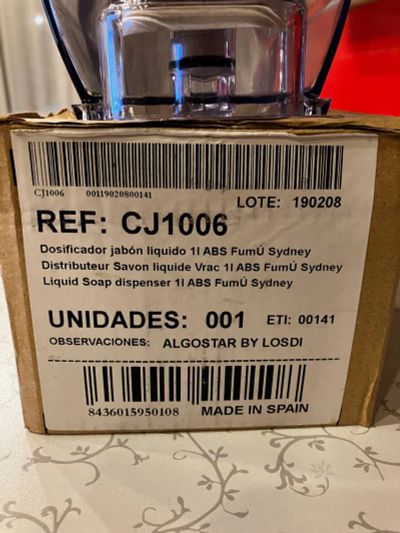 CJ1006 00119020800141
LOTE: 190208
REF: CJ1006
Dosificador jabón liquido 1l ABS FumÚ Sydney
Distributeur Savon liquide Vrac 1l ABS FumÚ Sydney
Liquid Soap dispenser 1l ABS FumÚ Sydney
UNIDADES: 001 ETI: 00141
OBSERVACIONES: ALGOSTAR BY LOSDI
8436015950108 MADE IN SPAIN